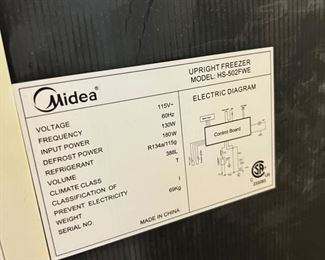 Midea
UPRIGHT FREEZER
MODEL: HS-502FWE
VOLTAGE 115V~
FREQUENCY 60Hz
INPUT POWER 130W
DEFROST POWER 180W
REFRIGERANT R134a/115g
VOLUME 388L
CLIMATE CLASS T
CLASSIFICATION OF
PREVENT ELECTRICITY I
WEIGHT 69Kg
SERIAL NO.
MADE IN CHINA
ELECTRIC DIAGRAM
Control Board